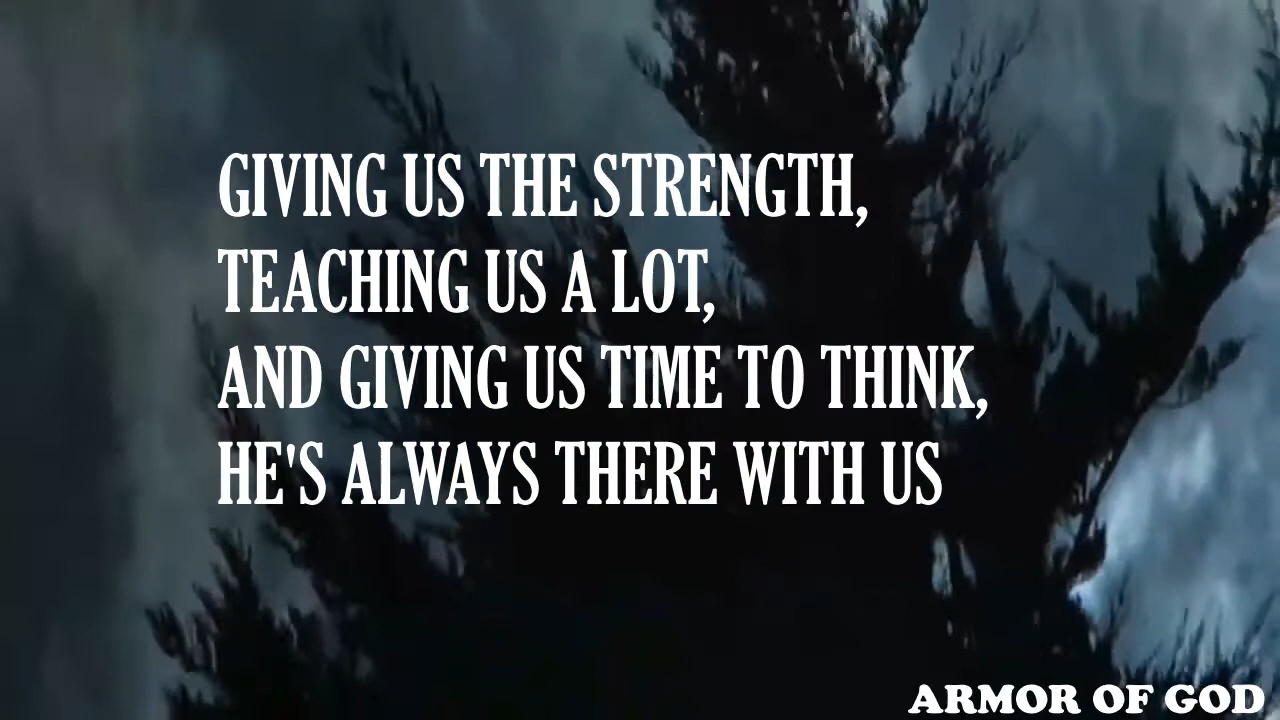 GIVING US THE STRENGTH,
TEACHING US A LOT,
AND GIVING US TIME TO THINK,
HE'S ALWAYS THERE WITH US
ARMOR OF GOD